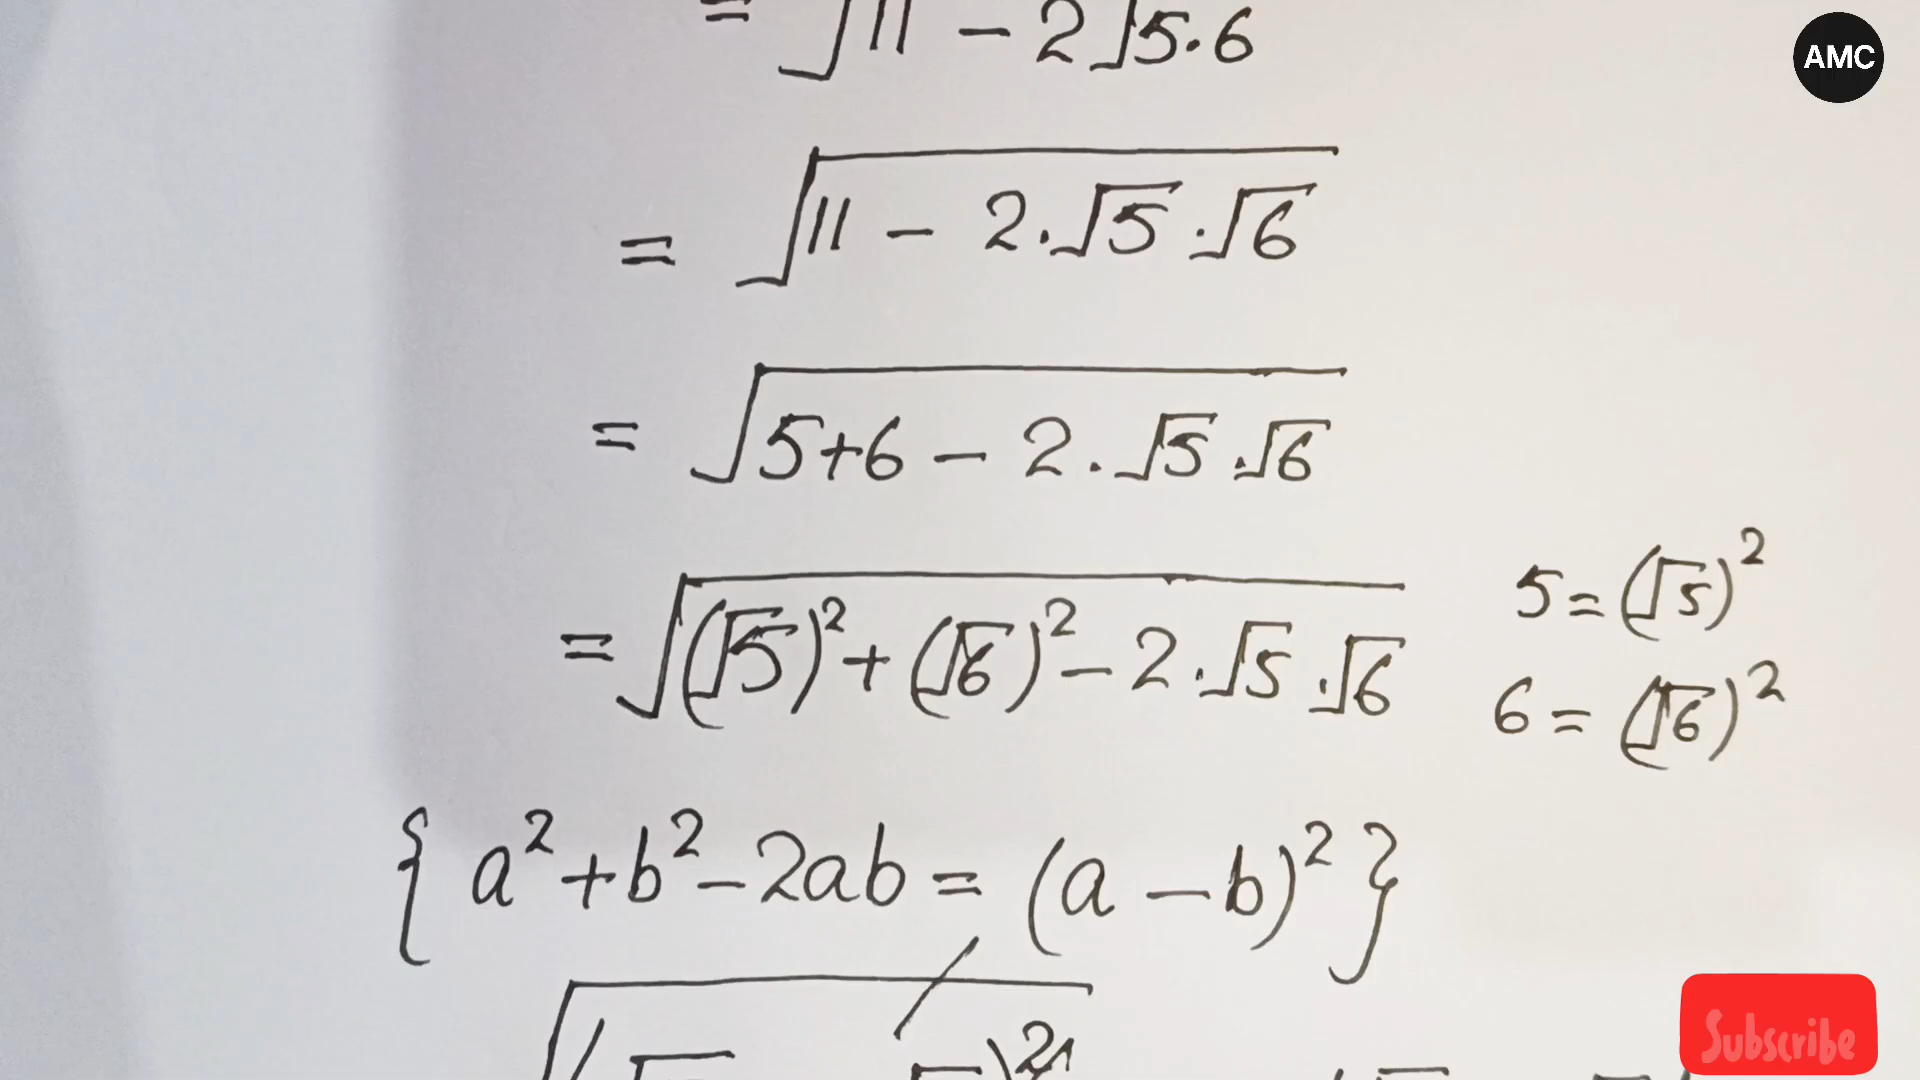 = √11 - 2√5·6
AMC
= √(11 - 2·√5·√6)
= √(5+6 - 2·√5·√6)
= √((√5)²+(√6)²-2·√5·√6)
5=(√5)²
6=(√6)²
{a²+b²-2ab=(a-b)²}
Subscribe